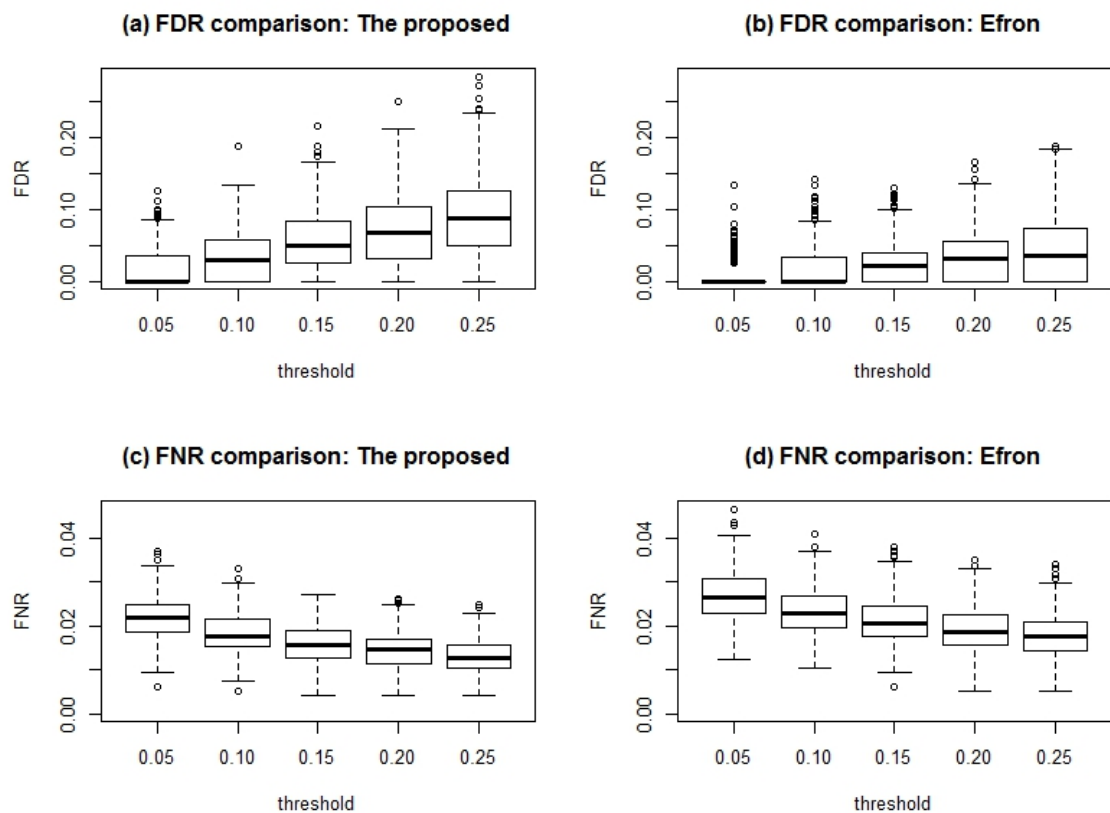 (a) FDR comparison: The proposed
FDR
0.20
0.10
0.00
0.05 0.10 0.15 0.20 0.25
threshold
(b) FDR comparison: Efron
FDR
0.20
0.10
0.00
0.05 0.10 0.15 0.20 0.25
threshold
(c) FNR comparison: The proposed
FNR
0.04
0.02
0.00
0.05 0.10 0.15 0.20 0.25
threshold
(d) FNR comparison: Efron
FNR
0.04
0.02
0.00
0.05 0.10 0.15 0.20 0.25
threshold